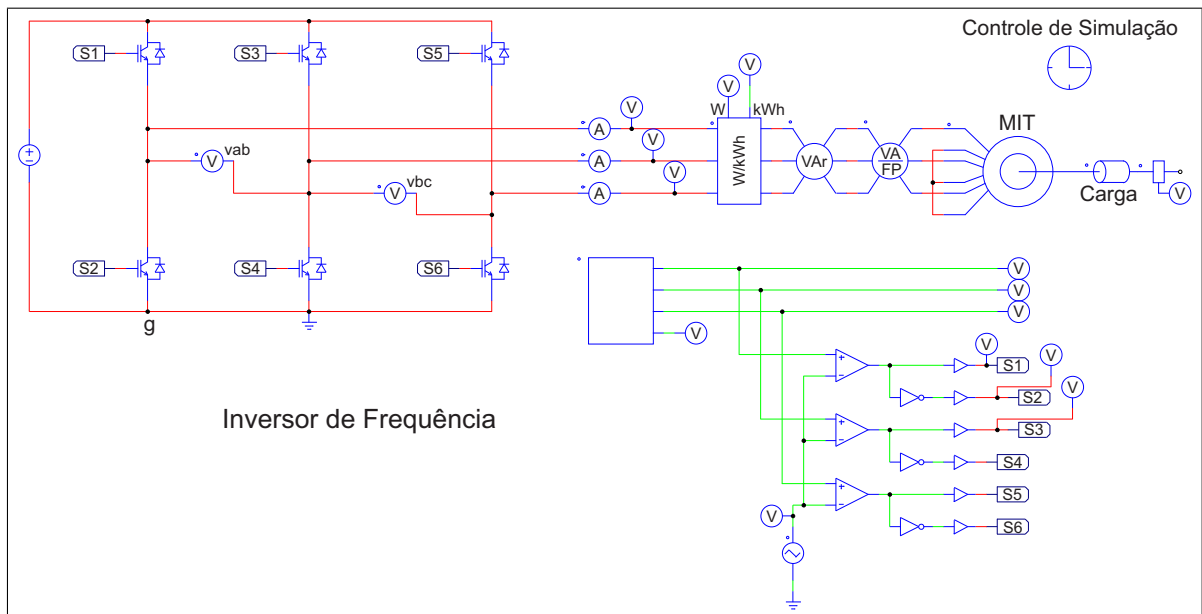 Controle de Simulação
S1
S3
S5
V
V
W
kWh
V
V
V
A
A
A
W/kWh
VAr
VA
FP
MIT
Carga
V
V
vab
V
vbc
S2
S4
S6
g
V
V
V
V
Inversor de Frequência
+
−
V
S1
V
S2
V
+
−
S3
S4
+
−
S5
S6
V